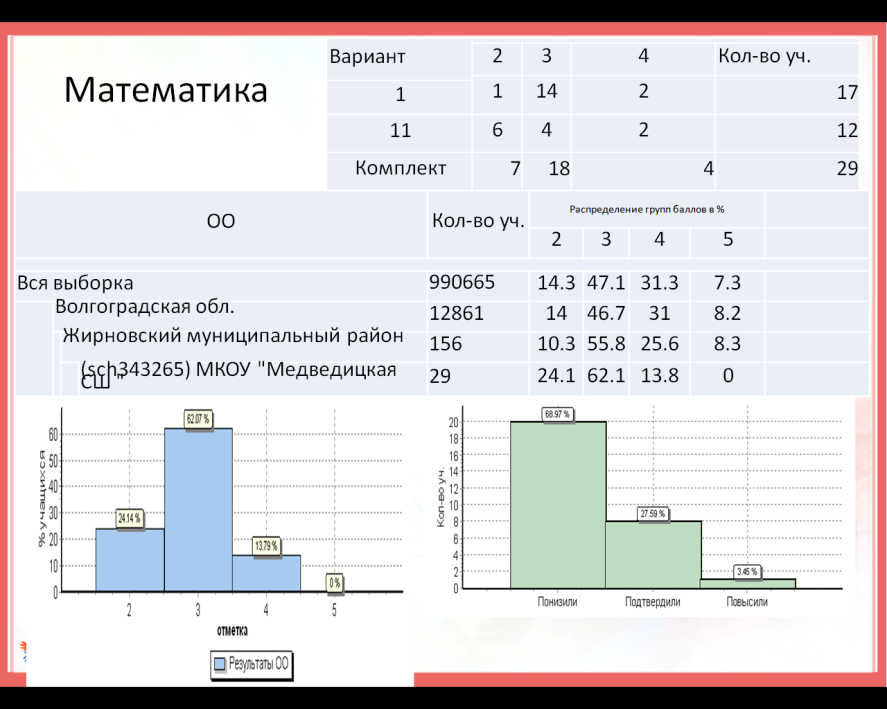 Математика
Вариант 2 3 4 Кол-во уч.
1 1 14 2 17
11 6 4 2 12
Комплект 7 18 4 29
ОО Кол-во уч. Распределение групп баллов в %
2 3 4 5
Вся выборка 990665 14.3 47.1 31.3 7.3
Волгоградская обл. 12861 14 46.7 31 8.2
Жирновский муниципальный район 156 10.3 55.8 25.6 8.3
(sch343265) МКОУ "Медведицкая 29 24.1 62.1 13.8 0
СШ "
% учащихся
60
50
40
30
20
10
0
24.14 %
62.07 %
13.79 %
0 %
2 3 4 5
отметка
Результаты ОО
Кол-во уч.
20
18
16
14
12
10
8
6
4
2
0
68.97 %
27.59 %
3.45 %
Понизили Подтвердили Повысили